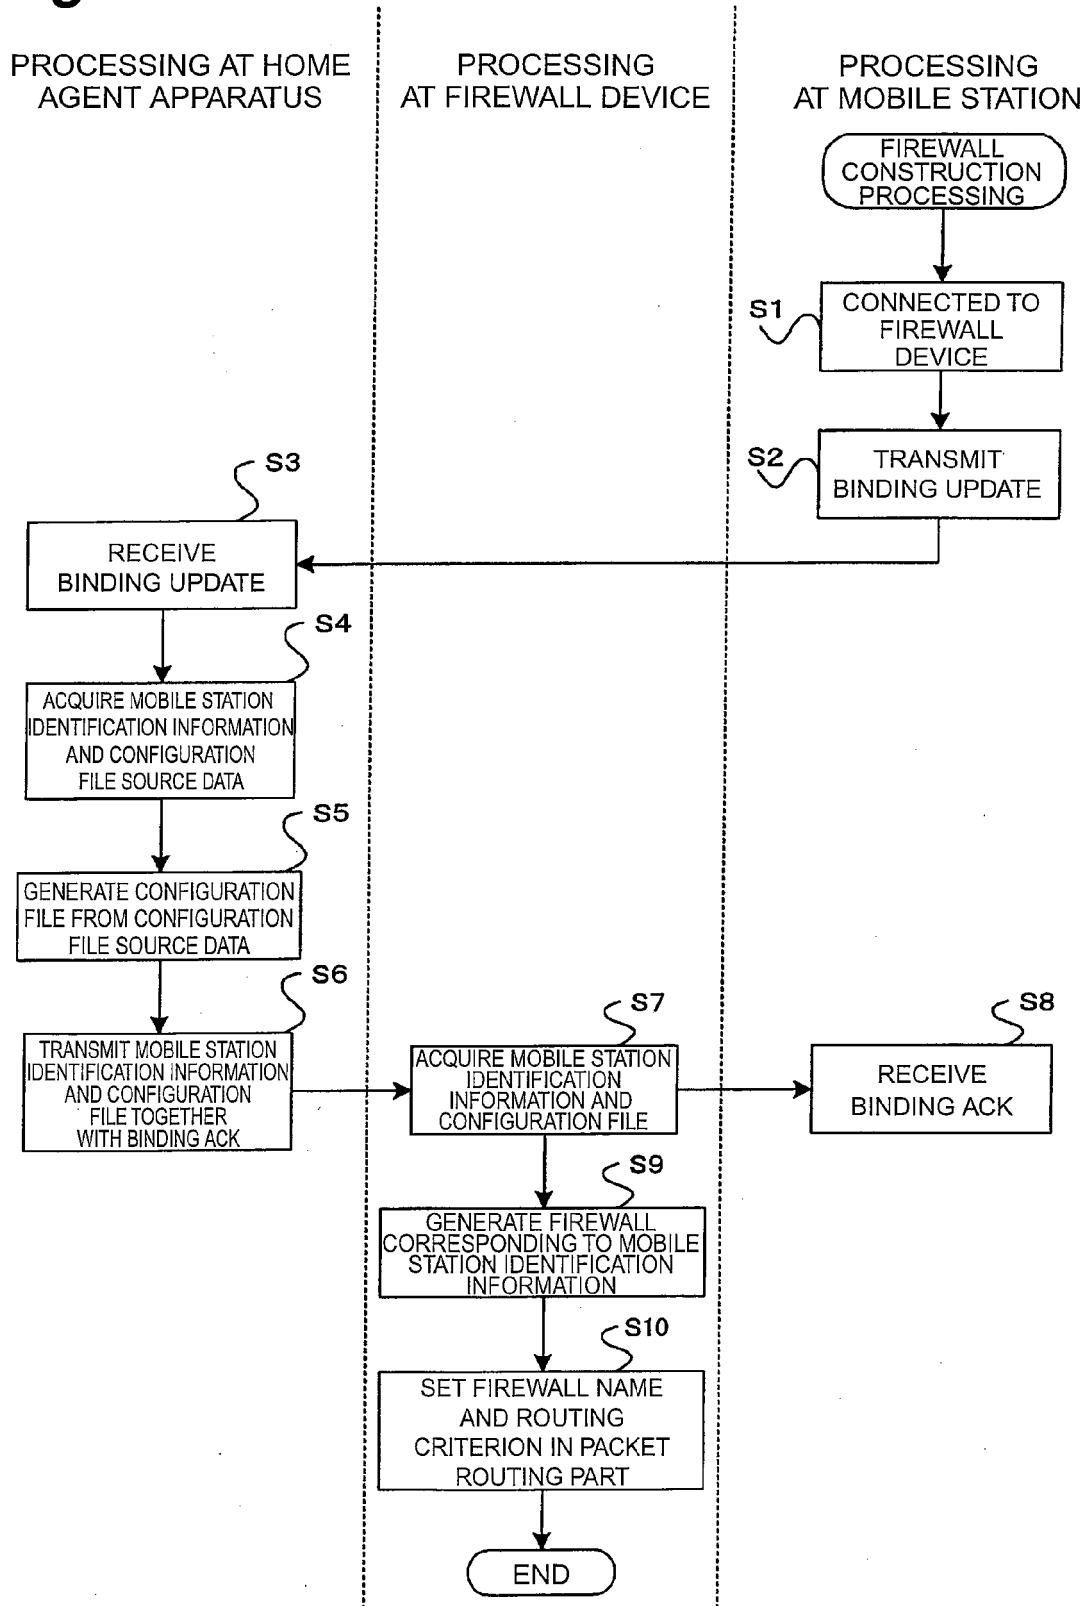 PROCESSING AT HOME
AGENT APPARATUS
PROCESSING
AT FIREWALL DEVICE
PROCESSING
AT MOBILE STATION
FIREWALL
CONSTRUCTION
PROCESSING
S1
CONNECTED TO
FIREWALL
DEVICE
S2
TRANSMIT
BINDING UPDATE
S3
RECEIVE
BINDING UPDATE
S4
ACQUIRE MOBILE STATION
IDENTIFICATION INFORMATION
AND CONFIGURATION
FILE SOURCE DATA
S5
GENERATE CONFIGURATION
FILE FROM CONFIGURATION
FILE SOURCE DATA
S6
TRANSMIT MOBILE STATION
IDENTIFICATION INFORMATION
AND CONFIGURATION
FILE TOGETHER
WITH BINDING ACK
S7
ACQUIRE MOBILE STATION
IDENTIFICATION
INFORMATION AND
CONFIGURATION FILE
S8
RECEIVE
BINDING ACK
S9
GENERATE FIREWALL
CORRESPONDING TO MOBILE
STATION IDENTIFICATION
INFORMATION
S10
SET FIREWALL NAME
AND ROUTING
CRITERION IN PACKET
ROUTING PART
END